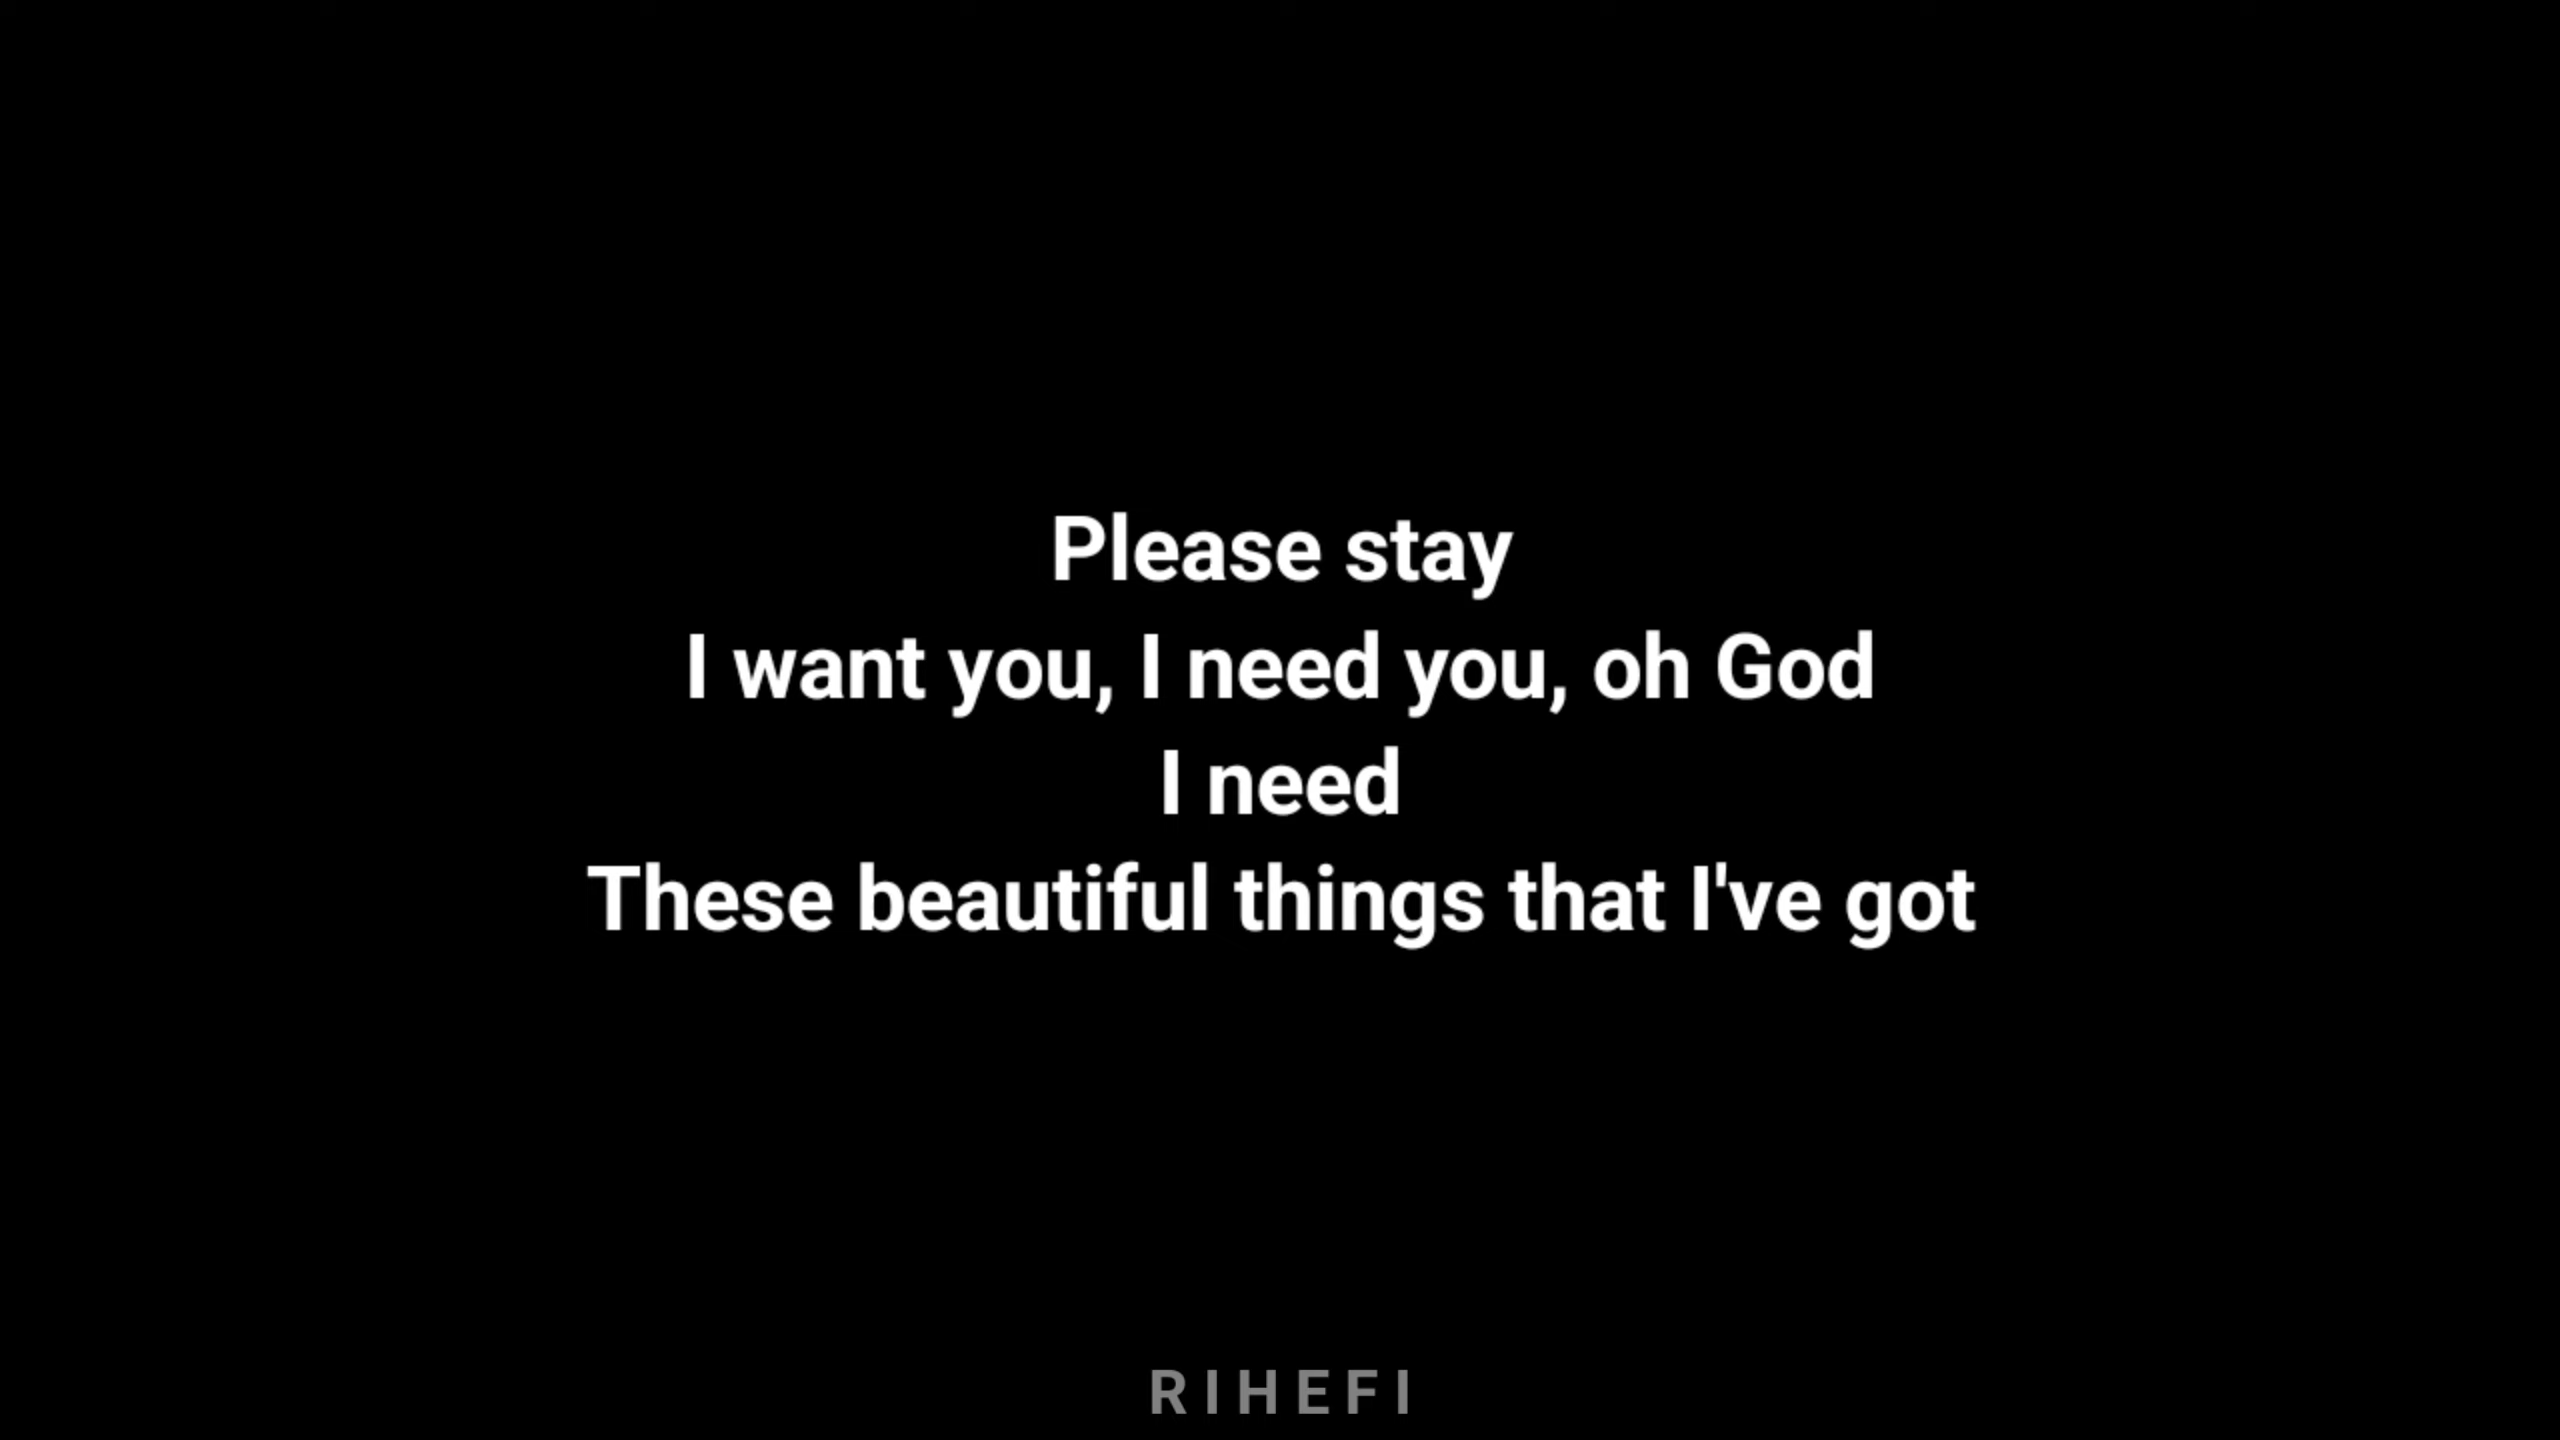 Please stay
I want you, I need you, oh God
I need
These beautiful things that I've got
RIHEFI